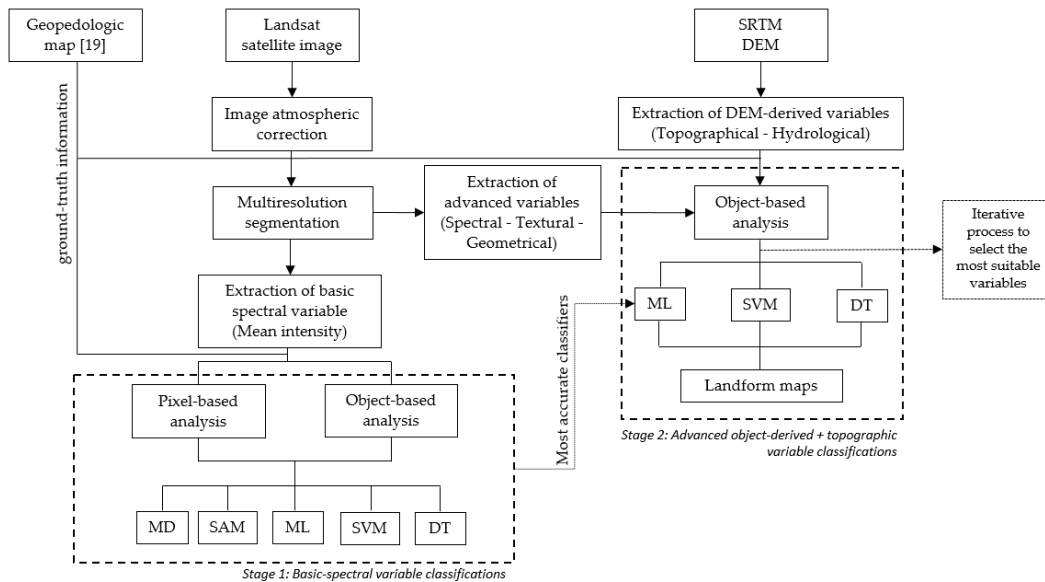 Geopedologic
map [19]
Landsat
satellite image
SRTM
DEM
ground-truth information
Image atmospheric
correction
Extraction of DEM-derived variables
(Topographical - Hydrological)
Multiresolution
segmentation
Extraction of
advanced variables
(Spectral - Textural -
Geometrical)
Object-based
analysis
Iterative
process to
select the
most suitable
variables
Extraction of basic
spectral variable
(Mean intensity)
ML
SVM
DT
Most accurate classifiers
Landform maps
Pixel-based
analysis
Object-based
analysis
Stage 2: Advanced object-derived + topographic
variable classifications
MD
SAM
ML
SVM
DT
Stage 1: Basic-spectral variable classifications